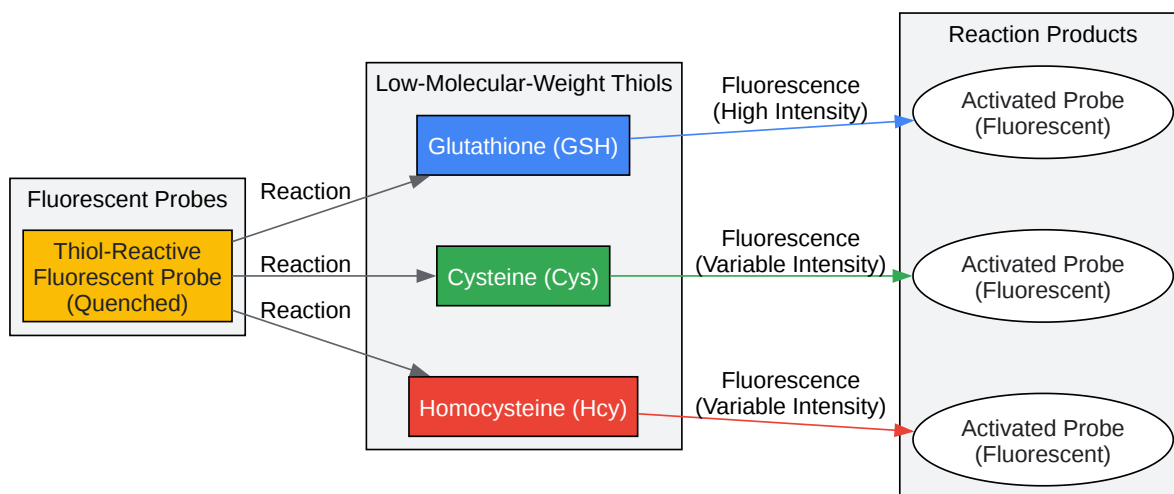 Fluorescent Probes
Thiol-Reactive
Fluorescent Probe
(Quenched)
Reaction
Reaction
Reaction
Low-Molecular-Weight Thiols
Glutathione (GSH)
Cysteine (Cys)
Homocysteine (Hcy)
Fluorescence
(High Intensity)
Fluorescence
(Variable Intensity)
Fluorescence
(Variable Intensity)
Reaction Products
Activated Probe
(Fluorescent)
Activated Probe
(Fluorescent)
Activated Probe
(Fluorescent)